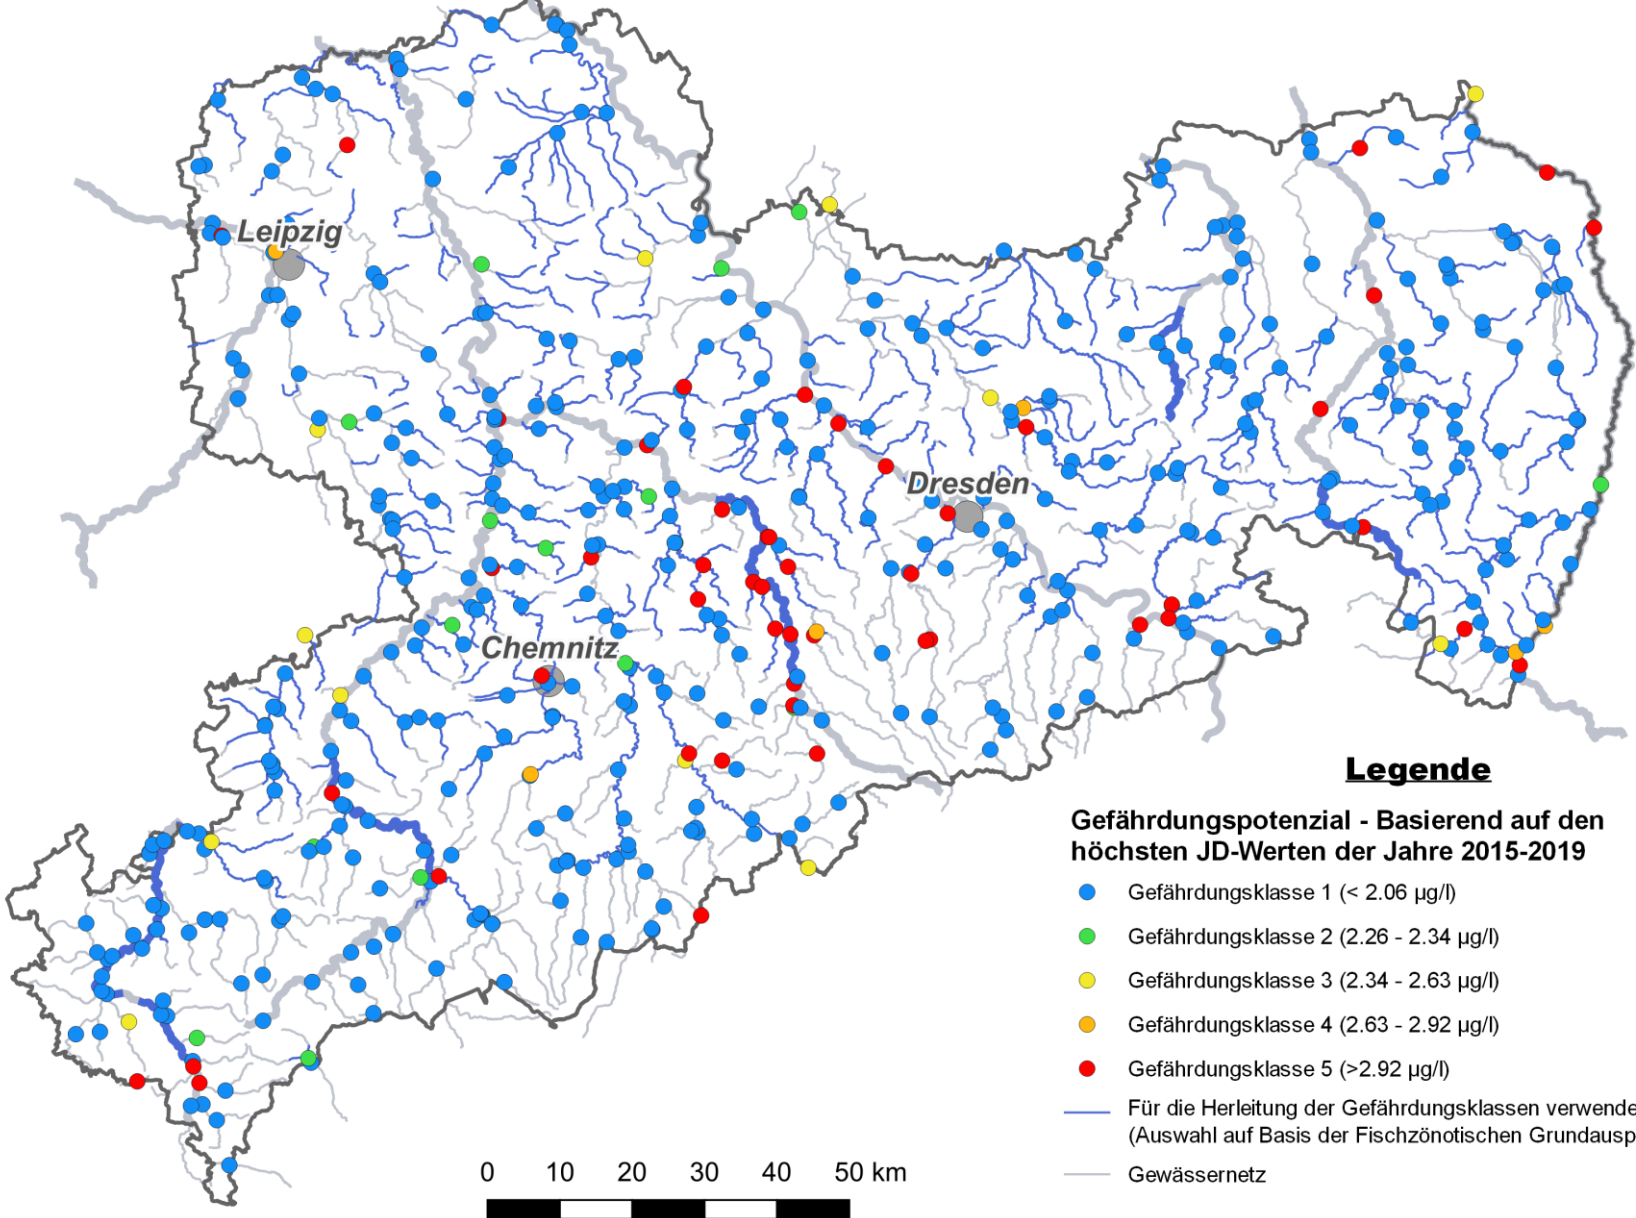 Leipzig
Dresden
Chemnitz
Legende
Gefährdungspotenzial - Basierend auf den
höchsten JD-Werten der Jahre 2015-2019
Gefährdungsklasse 1 (< 2.06 µg/l)
Gefährdungsklasse 2 (2.26 - 2.34 µg/l)
Gefährdungsklasse 3 (2.34 - 2.63 µg/l)
Gefährdungsklasse 4 (2.63 - 2.92 µg/l)
Gefährdungsklasse 5 (>2.92 µg/l)
Für die Herleitung der Gefährdungsklassen verwende
(Auswahl auf Basis der Fischzönotischen Grundausp
Gewässernetz
0 10 20 30 40 50 km